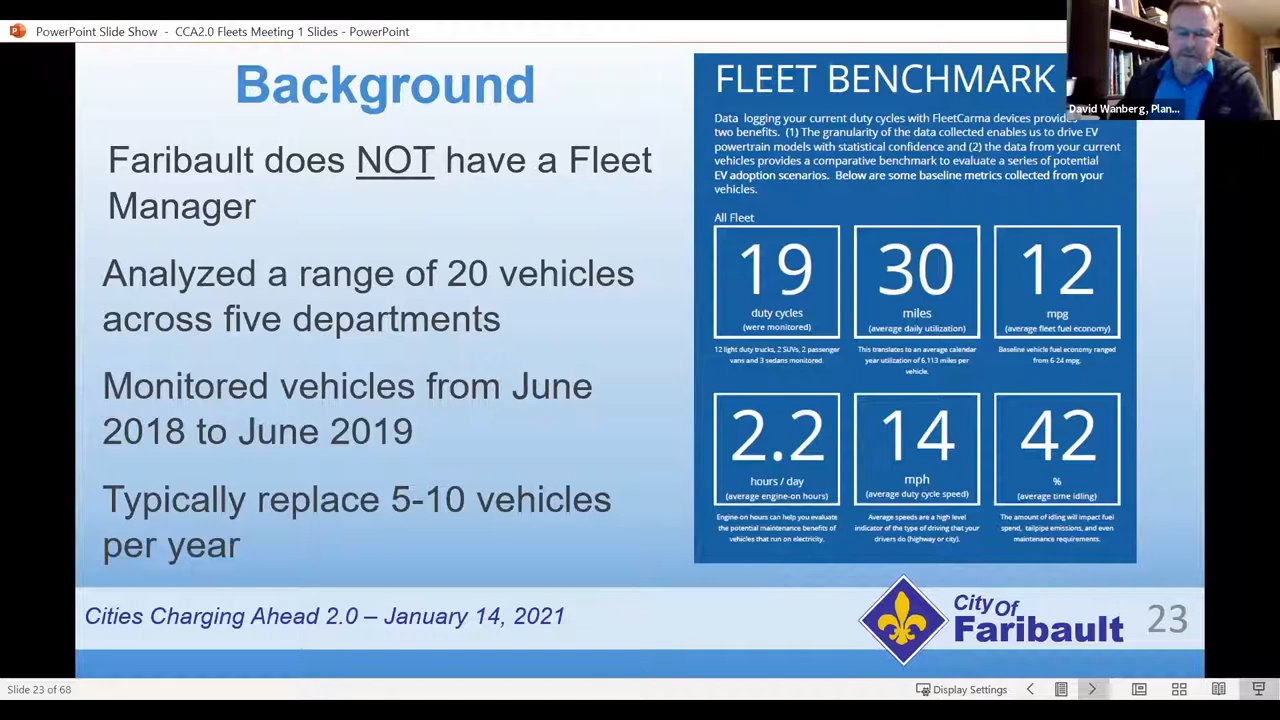 PowerPoint Slide Show - CCA2.0 Fleets Meeting 1 Slides - PowerPoint
David Wanberg, Plan...
Background
Faribault does NOT have a Fleet
Manager
Analyzed a range of 20 vehicles
across five departments
Monitored vehicles from June
2018 to June 2019
Typically replace 5-10 vehicles
per year
FLEET BENCHMARK
Data logging your current duty cycles with FleetCarma devices provides
two benefits. (1) The granularity of the data collected enables us to drive EV
powertrain models with statistical confidence and (2) the data from your current
vehicles provides a comparative benchmark to evaluate a series of potential
EV adoption scenarios. Below are some baseline metrics collected from your
vehicles.
All Fleet
19
duty cycles
(were monitored)
12 light duty trucks, 2 SUVs, 2 passenger
vans and 3 sedans monitored.
30
miles
(average daily utilization)
This translates to an average calendar
year utilization of 6,113 miles per
vehicle.
12
mpg
(average fleet fuel economy)
Baseline vehicle fuel economy ranged
from 6-24 mpg.
2.2
hours / day
(average engine-on hours)
Engine-on hours can help you evaluate
the potential maintenance benefits of
vehicles that run on electricity.
14
mph
(average duty cycle speed)
Average speeds are a high level
indicator of the type of driving that your
drivers do (highway or city).
42
%
(average time idling)
The amount of idling will impact fuel
spend, tailpipe emissions, and even
maintenance requirements.
Cities Charging Ahead 2.0 – January 14, 2021
City Of
Faribault
23
Slide 23 of 68
Display Settings